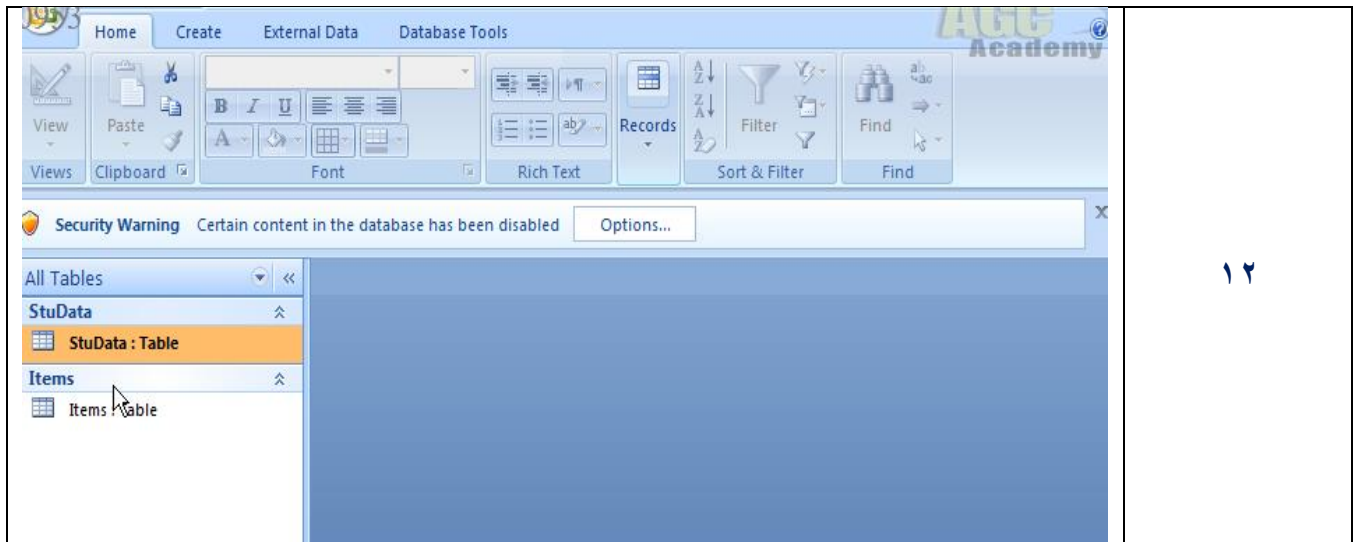 Home Create External Data Database Tools
AGC
Academy
View Paste B I U A Records Filter Find
Views Clipboard Font Rich Text Sort & Filter Find
Security Warning Certain content in the database has been disabled Options...
All Tables
StuData
StuData : Table
Items
Items : Table
١٢